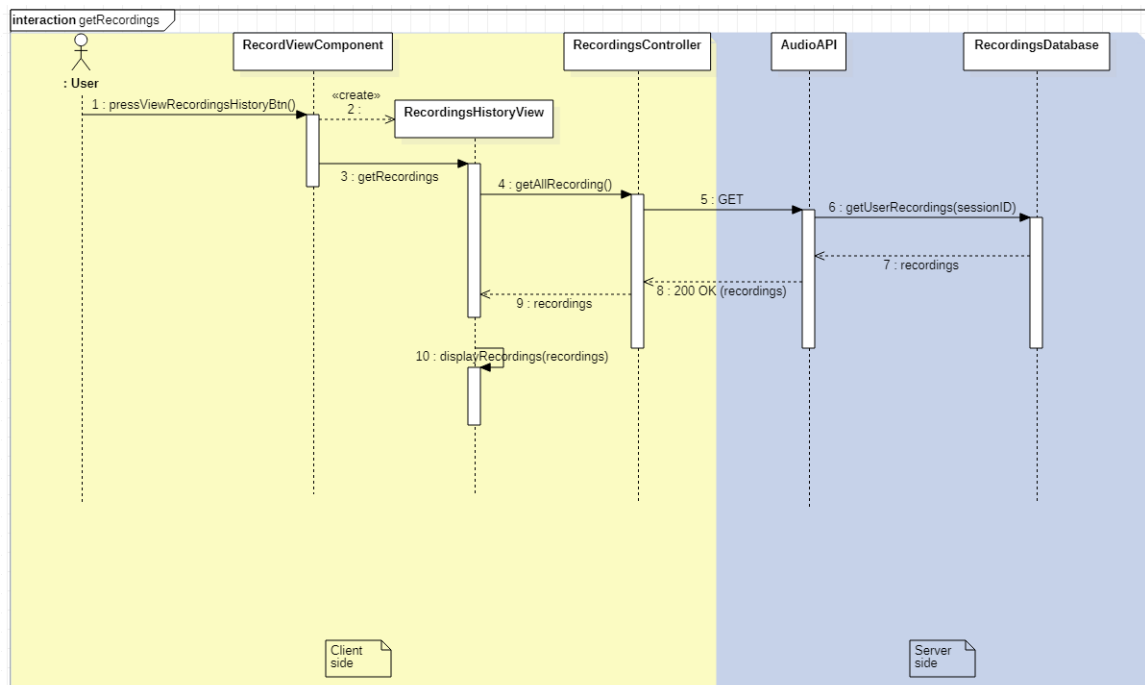 interaction getRecordings
RecordViewComponent
RecordingsController
AudioAPI
RecordingsDatabase
: User
1 : pressViewRecordingsHistoryBtn()
«create»
2 :
RecordingsHistoryView
3 : getRecordings
4 : getAllRecording()
5 : GET
6 : getUserRecordings(sessionID)
7 : recordings
8 : 200 OK (recordings)
9 : recordings
10 : displayRecordings(recordings)
Client
side
Server
side